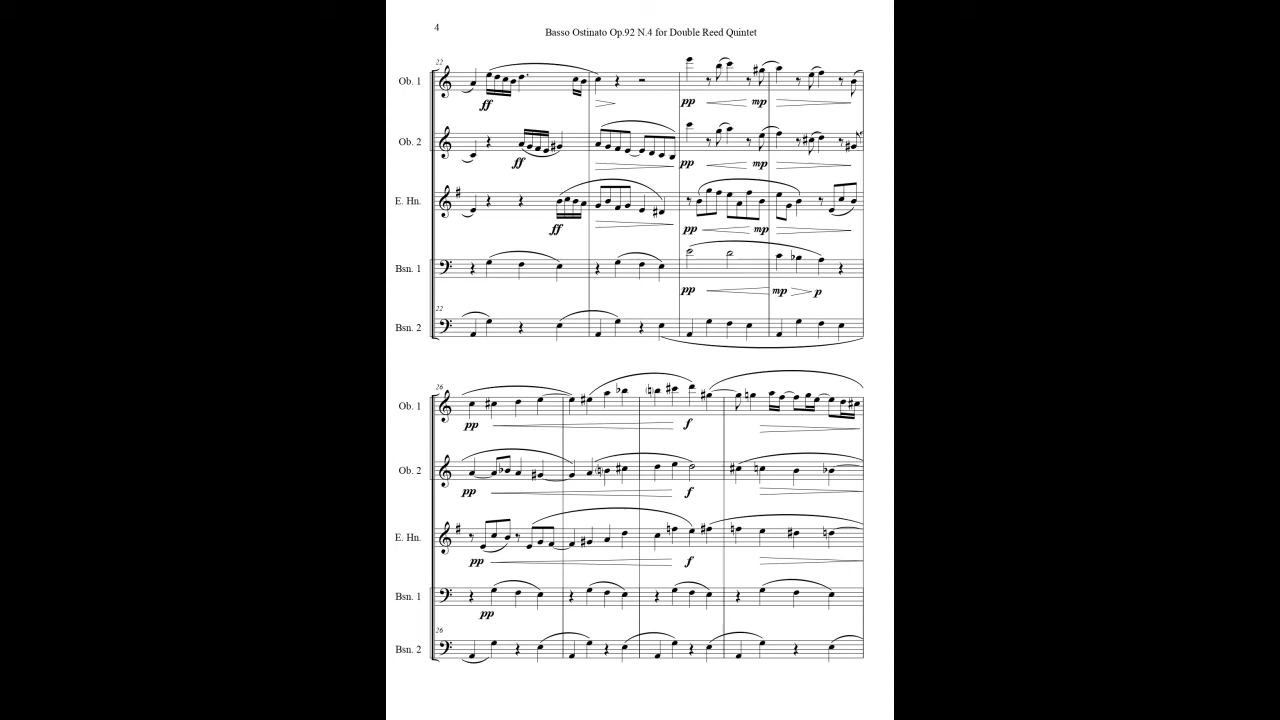 4
Basso Ostinato Op.92 N.4 for Double Reed Quintet
22
Ob. 1
ff
pp
mp
Ob. 2
ff
pp
mp
E. Hn.
ff
pp
mp
Bsn. 1
pp
mp
p
22
Bsn. 2
26
Ob. 1
pp
f
Ob. 2
pp
f
E. Hn.
pp
f
Bsn. 1
pp
26
Bsn. 2